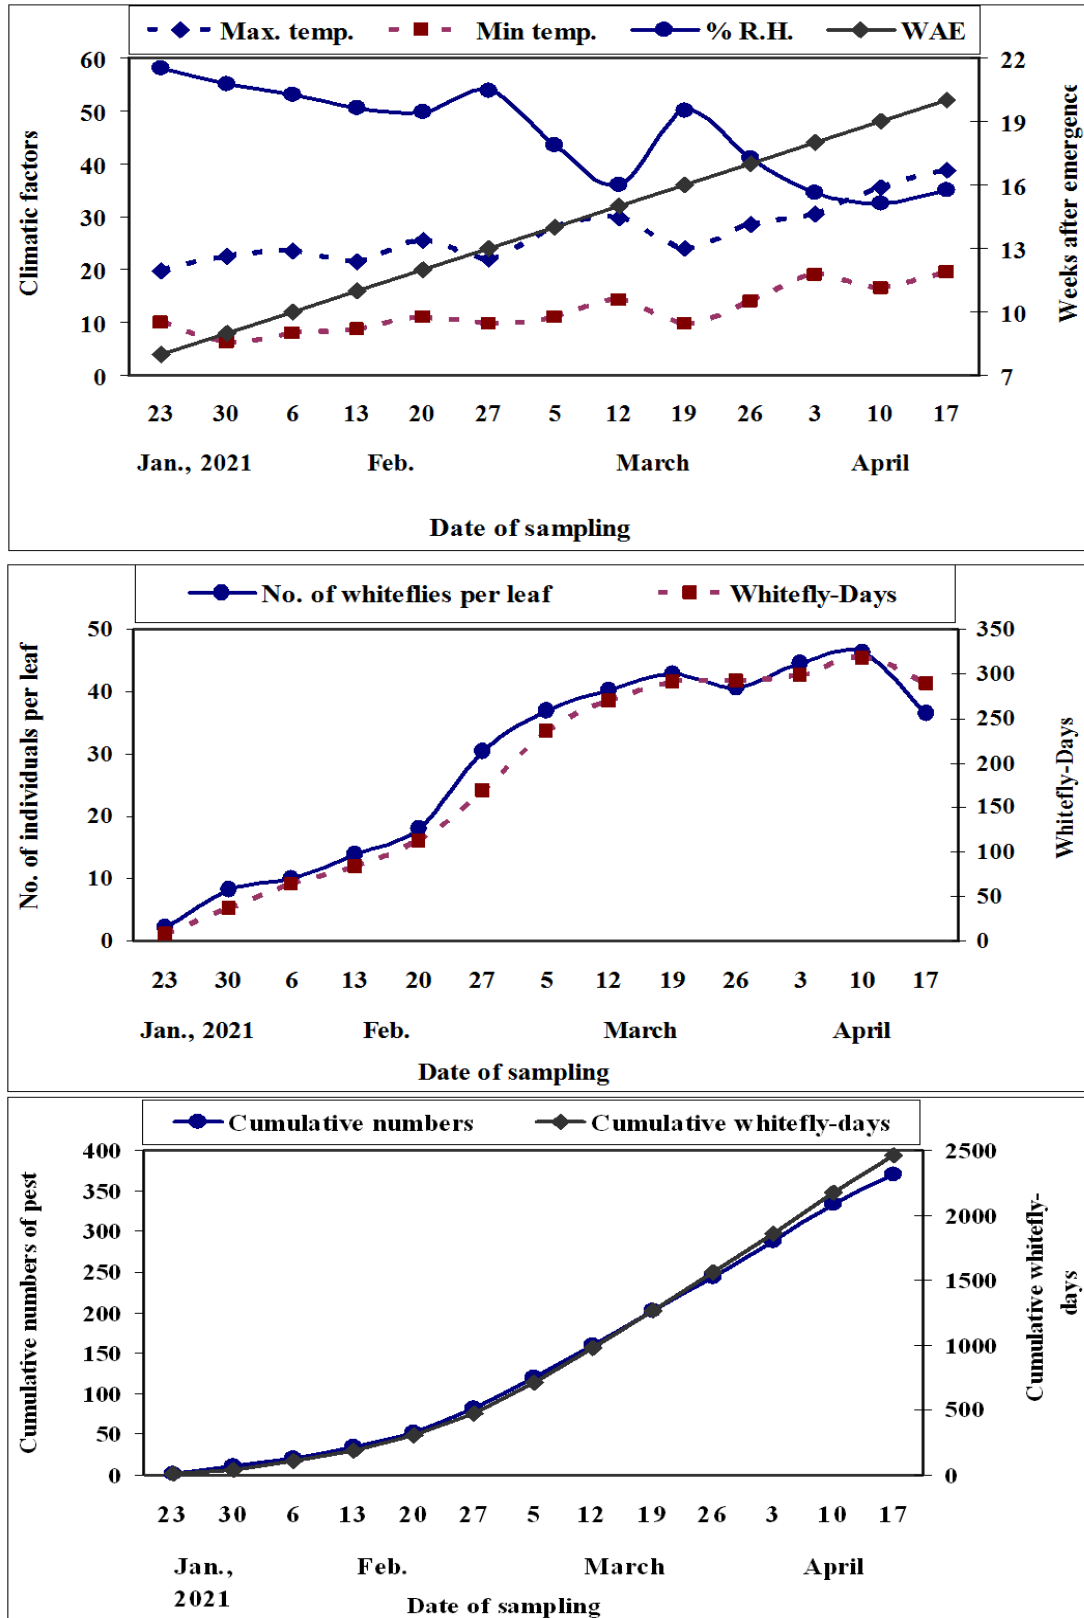 Max. temp. Min temp. % R.H. WAE
60 22
50 19
40 16
30 13
20
10 10
0 7
Climatic factors
Weeks after emergence
23 30 6 13 20 27 5 12 19 26 3 10 17
Jan., 2021 Feb. March April
Date of sampling
No. of whiteflies per leaf Whitefly-Days
50 350
40 300
250
30 200
20 150
100
10 50
0 0
No. of individuals per leaf
Whitefly-Days
23 30 6 13 20 27 5 12 19 26 3 10 17
Jan., 2021 Feb. March April
Date of sampling
Cumulative numbers Cumulative whitefly-days
400 2500
350
300 2000
250 1500
200
150 1000
100
50 500
0 0
Cumulative numbers of pest
Cumulative whitefly-
days
23 30 6 13 20 27 5 12 19 26 3 10 17
Jan., Feb. March April
2021
Date of sampling